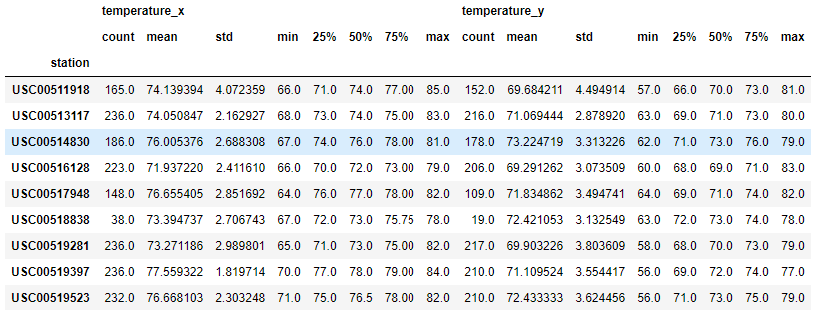 temperature_x temperature_y
count mean std min 25% 50% 75% max count mean std min 25% 50% 75% max
station
USC00511918 165.0 74.139394 4.072359 66.0 71.0 74.0 77.00 85.0 152.0 69.684211 4.494914 57.0 66.0 70.0 73.0 81.0
USC00513117 236.0 74.050847 2.162927 68.0 73.0 74.0 75.00 83.0 216.0 71.069444 2.878920 63.0 69.0 71.0 73.0 80.0
USC00514830 186.0 76.005376 2.688308 67.0 74.0 76.0 78.00 81.0 178.0 73.224719 3.313226 62.0 71.0 73.0 76.0 79.0
USC00516128 223.0 71.937220 2.411610 66.0 70.0 72.0 73.00 79.0 206.0 69.291262 3.073509 60.0 68.0 69.0 71.0 83.0
USC00517948 148.0 76.655405 2.851692 64.0 76.0 77.0 78.00 82.0 109.0 71.834862 3.494741 64.0 69.0 71.0 74.0 82.0
USC00518838 38.0 73.394737 2.706743 67.0 72.0 73.0 75.75 78.0 19.0 72.421053 3.132549 63.0 72.0 73.0 74.0 78.0
USC00519281 236.0 73.271186 2.989801 65.0 71.0 73.0 75.00 82.0 217.0 69.903226 3.803609 58.0 68.0 70.0 73.0 79.0
USC00519397 236.0 77.559322 1.819714 70.0 77.0 78.0 79.00 84.0 210.0 71.109524 3.554417 56.0 69.0 72.0 74.0 77.0
USC00519523 232.0 76.668103 2.303248 71.0 75.0 76.5 78.00 82.0 210.0 72.433333 3.624456 56.0 71.0 73.0 75.0 79.0